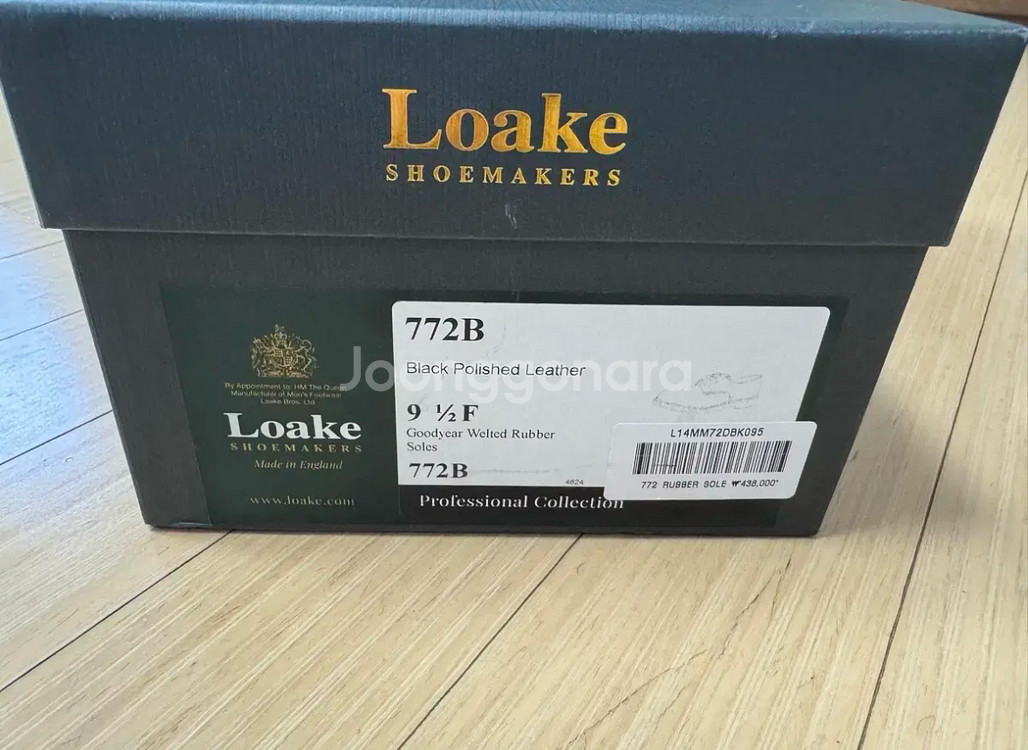 Loake
SHOEMAKERS
772B
Black Polished Leather
Joonggonara
By Appointment to HM The Queen
Manufacturer of Men's Footwear
Loake Bros. Ltd
9 ½ F
Goodyear Welted Rubber
Soles
Loake
SHOEMAKERS
Made in England
772B
4624
L14MM72DBK095
772 RUBBER SOLE ₩438,000*
www.loake.com
Professional Collection